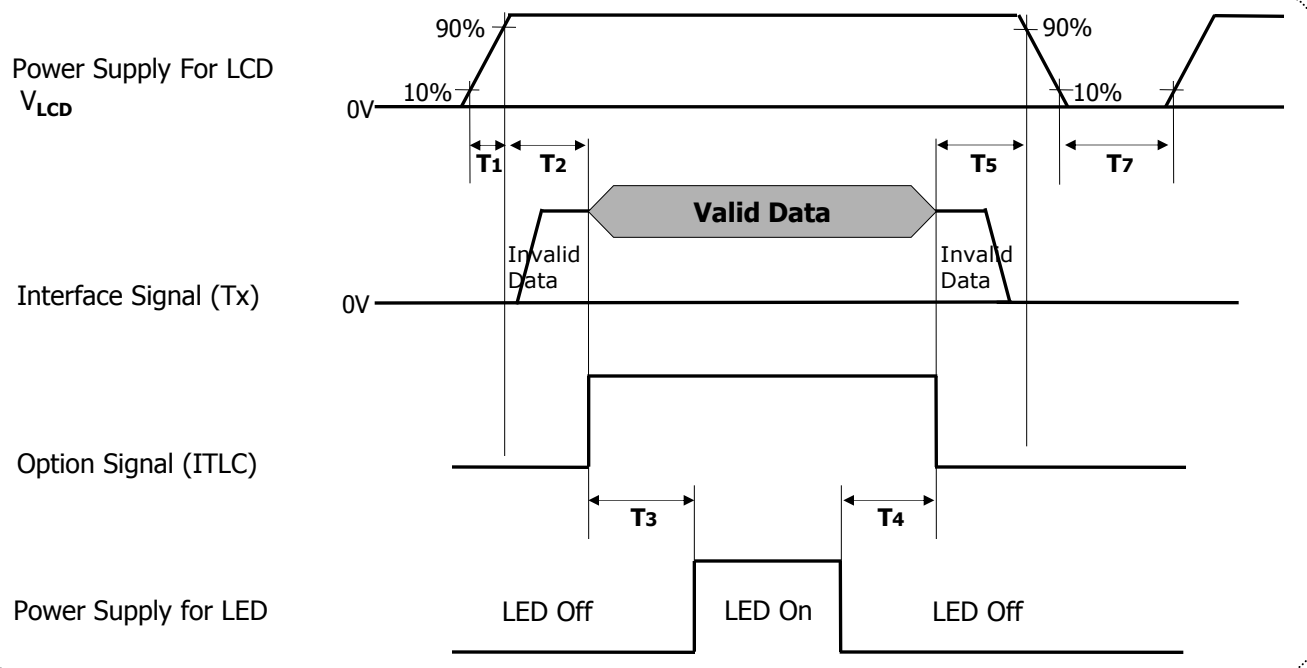 90%
90%
Power Supply For LCD
VLCD
10%
10%
0V
T1
T2
T5
T7
Valid Data
Invalid
Data
Invalid
Data
Interface Signal (Tx)
0V
Option Signal (ITLC)
T3
T4
Power Supply for LED
LED Off
LED On
LED Off